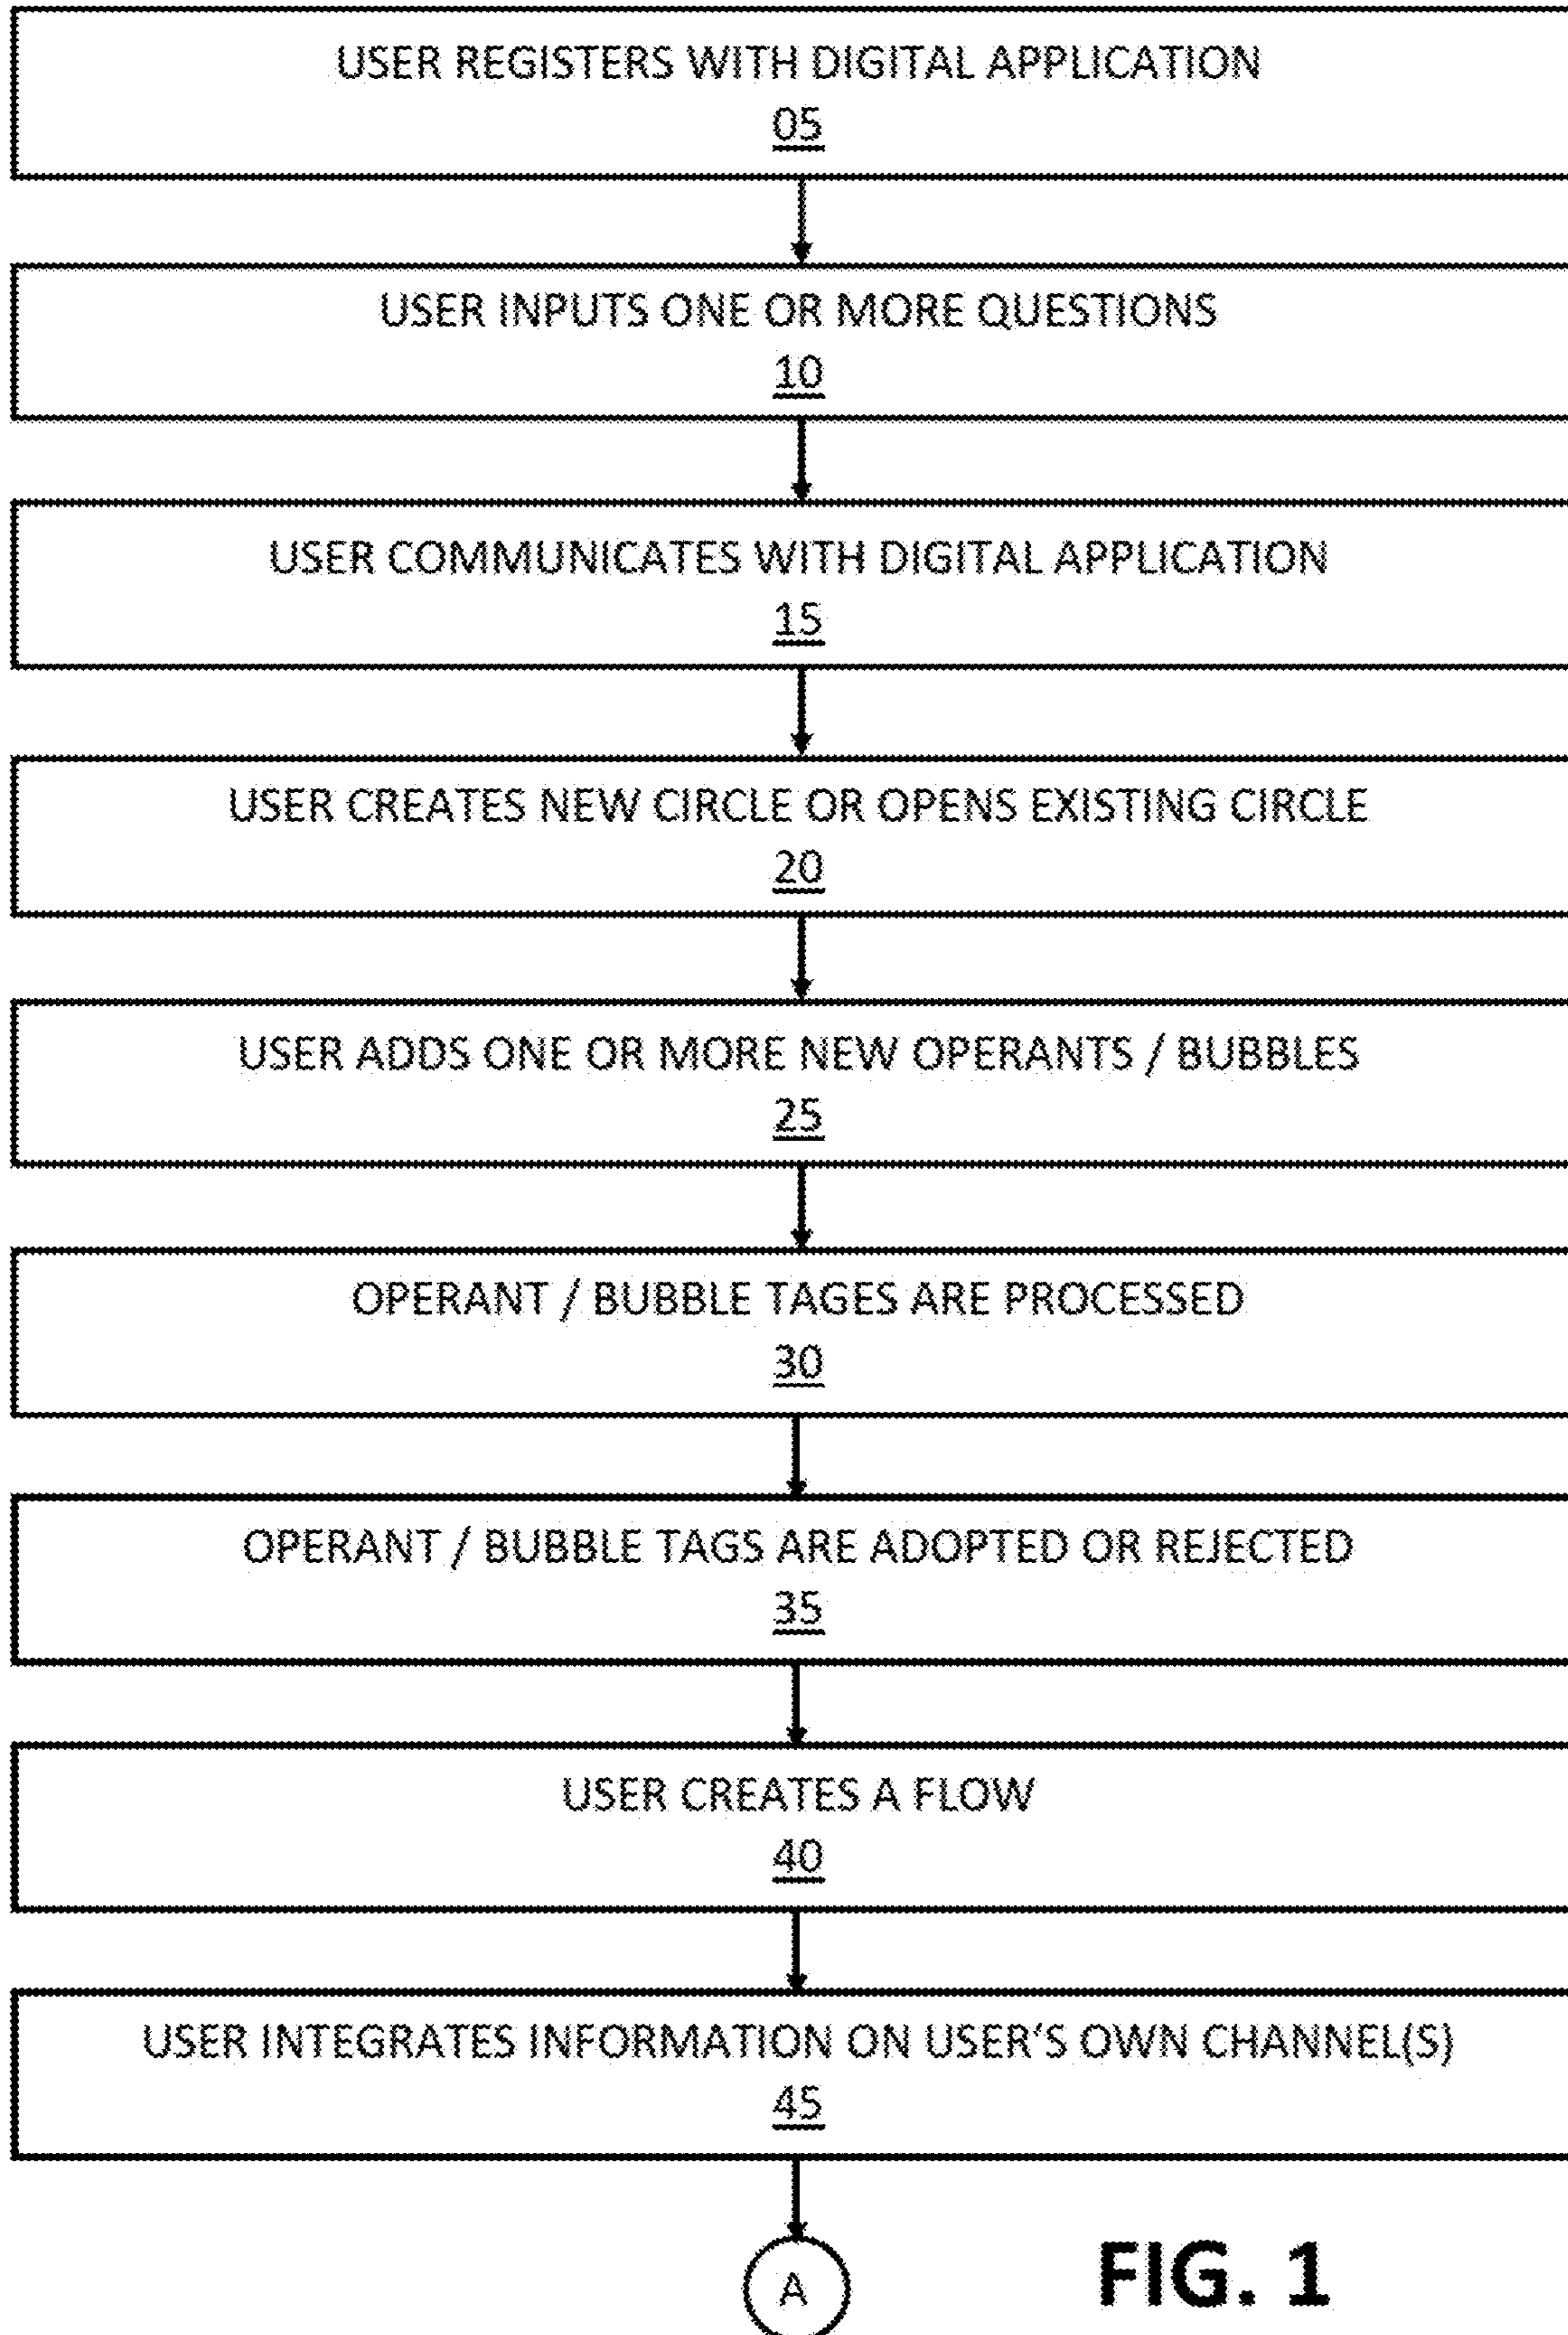 USER REGISTERS WITH DIGITAL APPLICATION
05
USER INPUTS ONE OR MORE QUESTIONS
10
USER COMMUNICATES WITH DIGITAL APPLICATION
15
USER CREATES NEW CIRCLE OR OPENS EXISTING CIRCLE
20
USER ADDS ONE OR MORE NEW OPERANTS / BUBBLES
25
OPERANT / BUBBLE TAGES ARE PROCESSED
30
OPERANT / BUBBLE TAGS ARE ADOPTED OR REJECTED
35
USER CREATES A FLOW
40
USER INTEGRATES INFORMATION ON USER'S OWN CHANNEL(S)
45
A
FIG. 1